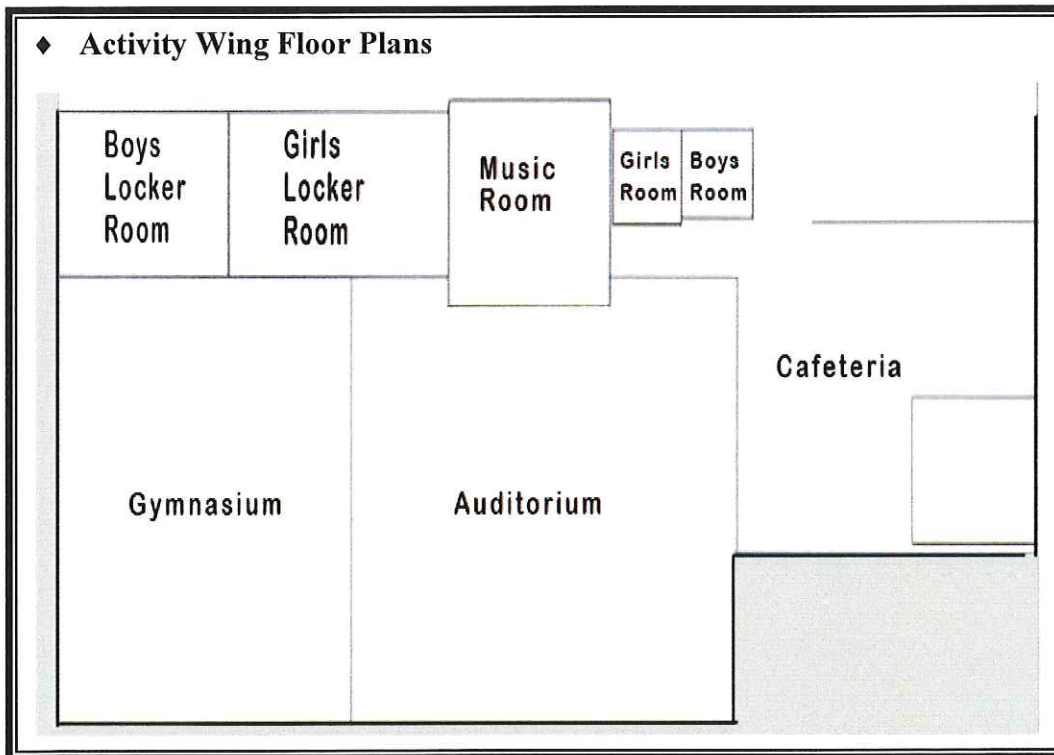 ♦ Activity Wing Floor Plans
Boys
Locker
Room
Girls
Locker
Room
Music
Room
Girls
Room
Boys
Room
Cafeteria
Gymnasium
Auditorium